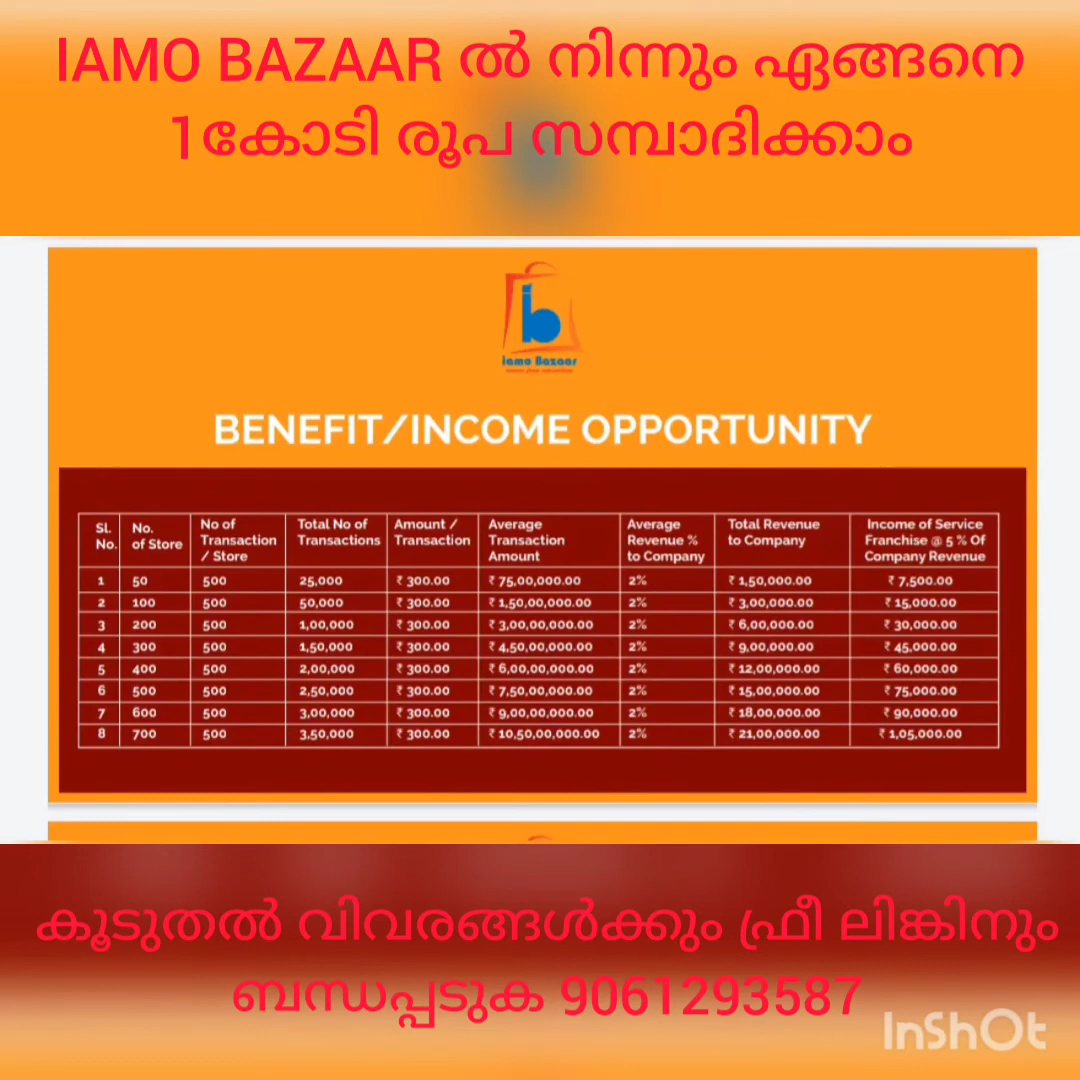 IAMO BAZAAR ൽ നിന്നും ഏങ്ങനെ
1കോടി രൂപ സമ്പാദിക്കാം
iamo Bazaar
BENEFIT/INCOME OPPORTUNITY
Sl. No. | No. of Store | No of Transaction / Store | Total No of Transactions | Amount / Transaction | Average Transaction Amount | Average Revenue % to Company | Total Revenue to Company | Income of Service Franchise @ 5 % Of Company Revenue
1 | 50 | 500 | 25,000 | ₹ 300.00 | ₹ 75,00,000.00 | 2% | ₹ 1,50,000.00 | ₹ 7,500.00
2 | 100 | 500 | 50,000 | ₹ 300.00 | ₹ 1,50,00,000.00 | 2% | ₹ 3,00,000.00 | ₹ 15,000.00
3 | 200 | 500 | 1,00,000 | ₹ 300.00 | ₹ 3,00,00,000.00 | 2% | ₹ 6,00,000.00 | ₹ 30,000.00
4 | 300 | 500 | 1,50,000 | ₹ 300.00 | ₹ 4,50,00,000.00 | 2% | ₹ 9,00,000.00 | ₹ 45,000.00
5 | 400 | 500 | 2,00,000 | ₹ 300.00 | ₹ 6,00,00,000.00 | 2% | ₹ 12,00,000.00 | ₹ 60,000.00
6 | 500 | 500 | 2,50,000 | ₹ 300.00 | ₹ 7,50,00,000.00 | 2% | ₹ 15,00,000.00 | ₹ 75,000.00
7 | 600 | 500 | 3,00,000 | ₹ 300.00 | ₹ 9,00,00,000.00 | 2% | ₹ 18,00,000.00 | ₹ 90,000.00
8 | 700 | 500 | 3,50,000 | ₹ 300.00 | ₹ 10,50,00,000.00 | 2% | ₹ 21,00,000.00 | ₹ 1,05,000.00
കൂടുതൽ വിവരങ്ങൾക്കും ഫ്രീ ലിങ്കിനും
ബന്ധപ്പടുക 9061293587
InShOt